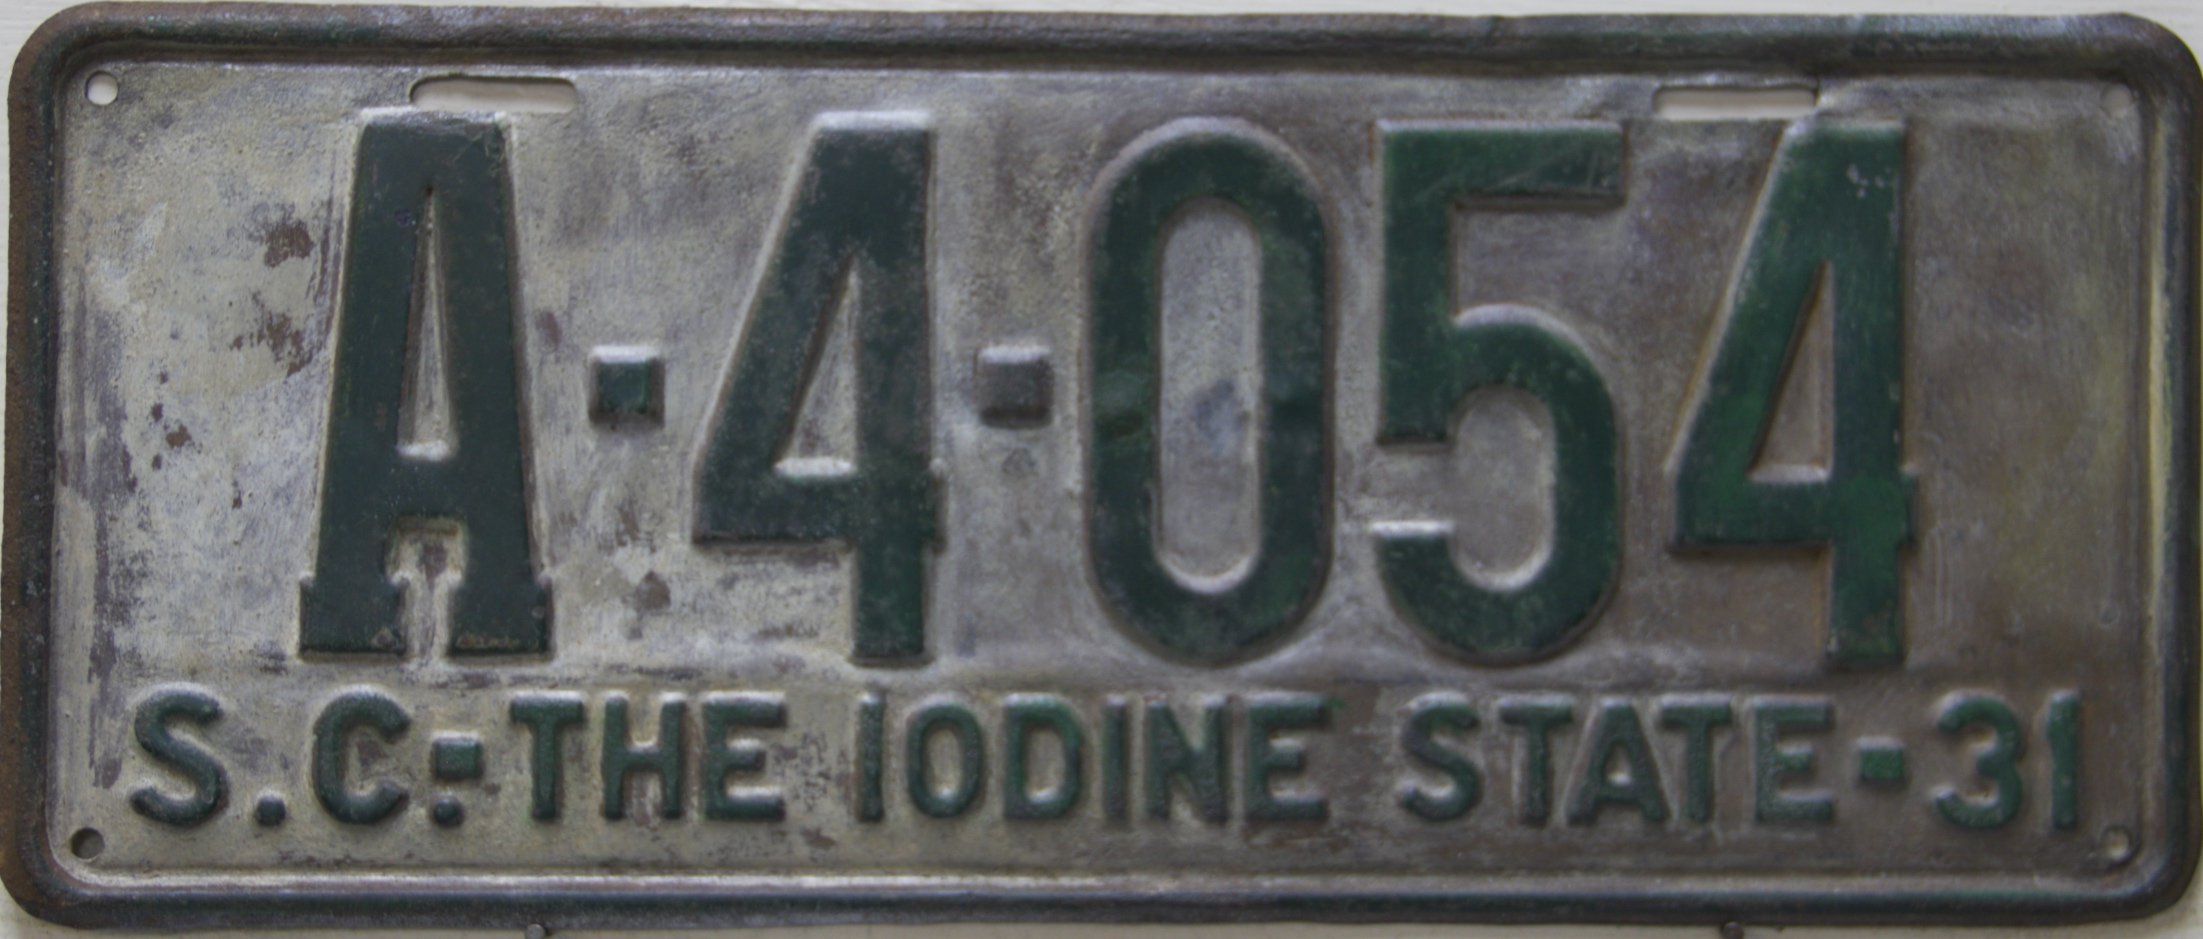 A-4-054
S.C.-THE IODINE STATE-31